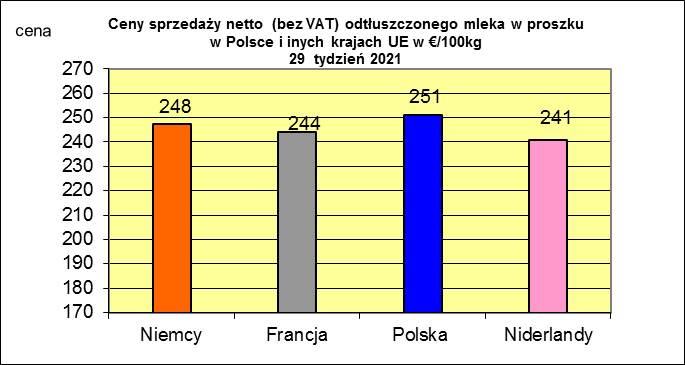 cena
Ceny sprzedaży netto (bez VAT) odtłuszczonego mleka w proszku
w Polsce i inych krajach UE w €/100kg
29 tydzień 2021
270
260
250
240
230
220
210
200
190
180
170
248
244
251
241
Niemcy
Francja
Polska
Niderlandy